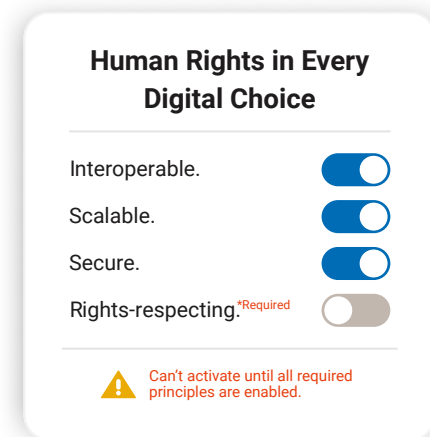 Human Rights in Every
Digital Choice
Interoperable.
Scalable.
Secure.
Rights-respecting.*Required
Can’t activate until all required
principles are enabled.